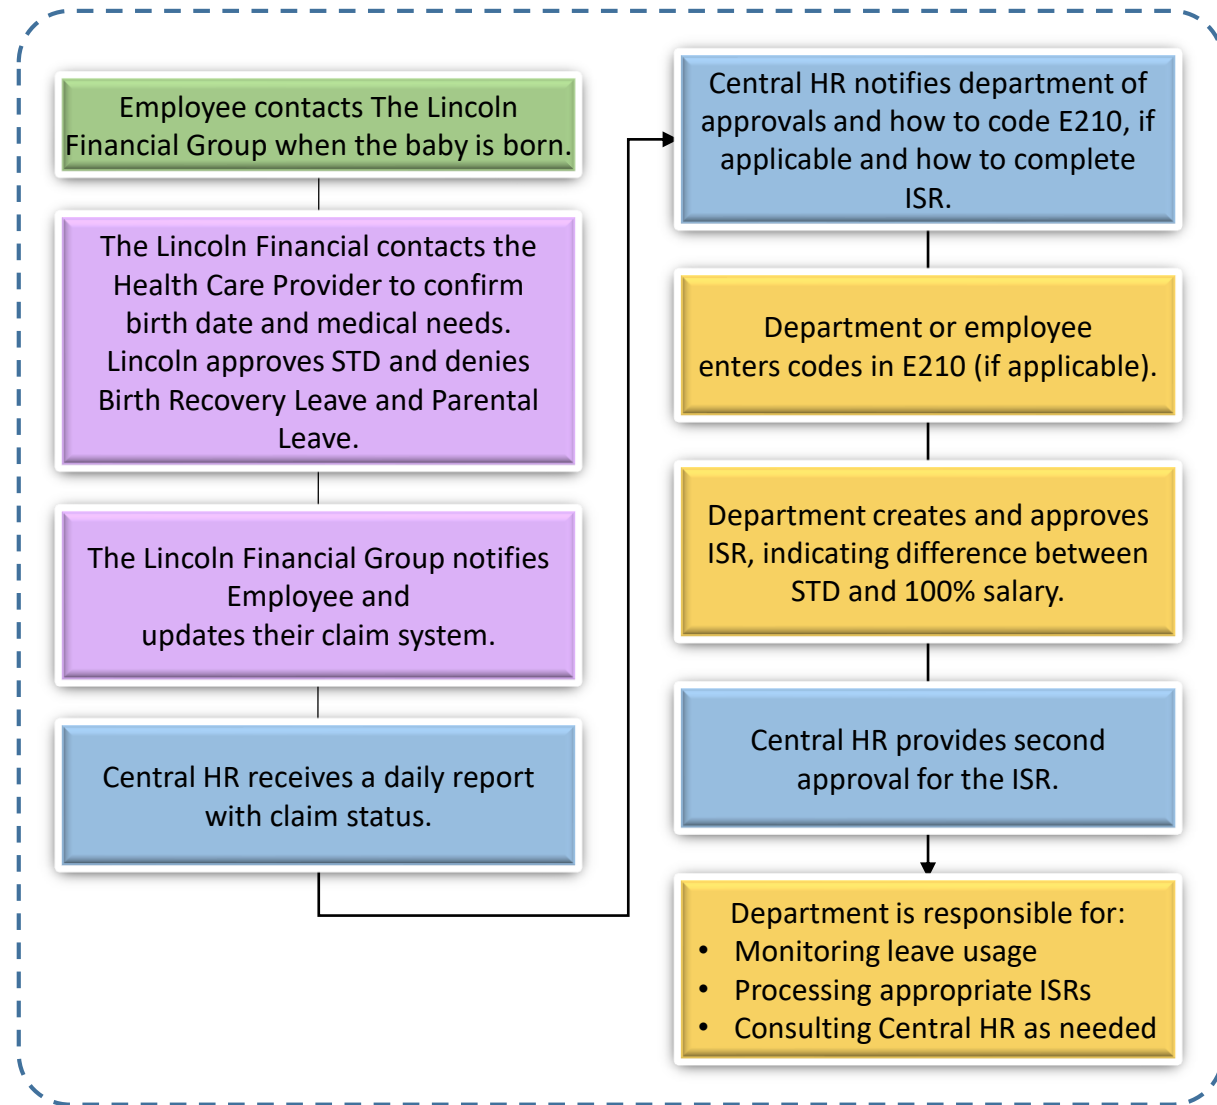 Employee contacts The Lincoln
Financial Group when the baby is born.
The Lincoln Financial contacts the
Health Care Provider to confirm
birth date and medical needs.
Lincoln approves STD and denies
Birth Recovery Leave and Parental
Leave.
The Lincoln Financial Group notifies
Employee and
updates their claim system.
Central HR receives a daily report
with claim status.
Central HR notifies department of
approvals and how to code E210, if
applicable and how to complete
ISR.
Department or employee
enters codes in E210 (if applicable).
Department creates and approves
ISR, indicating difference between
STD and 100% salary.
Central HR provides second
approval for the ISR.
Department is responsible for:
• Monitoring leave usage
• Processing appropriate ISRs
• Consulting Central HR as needed